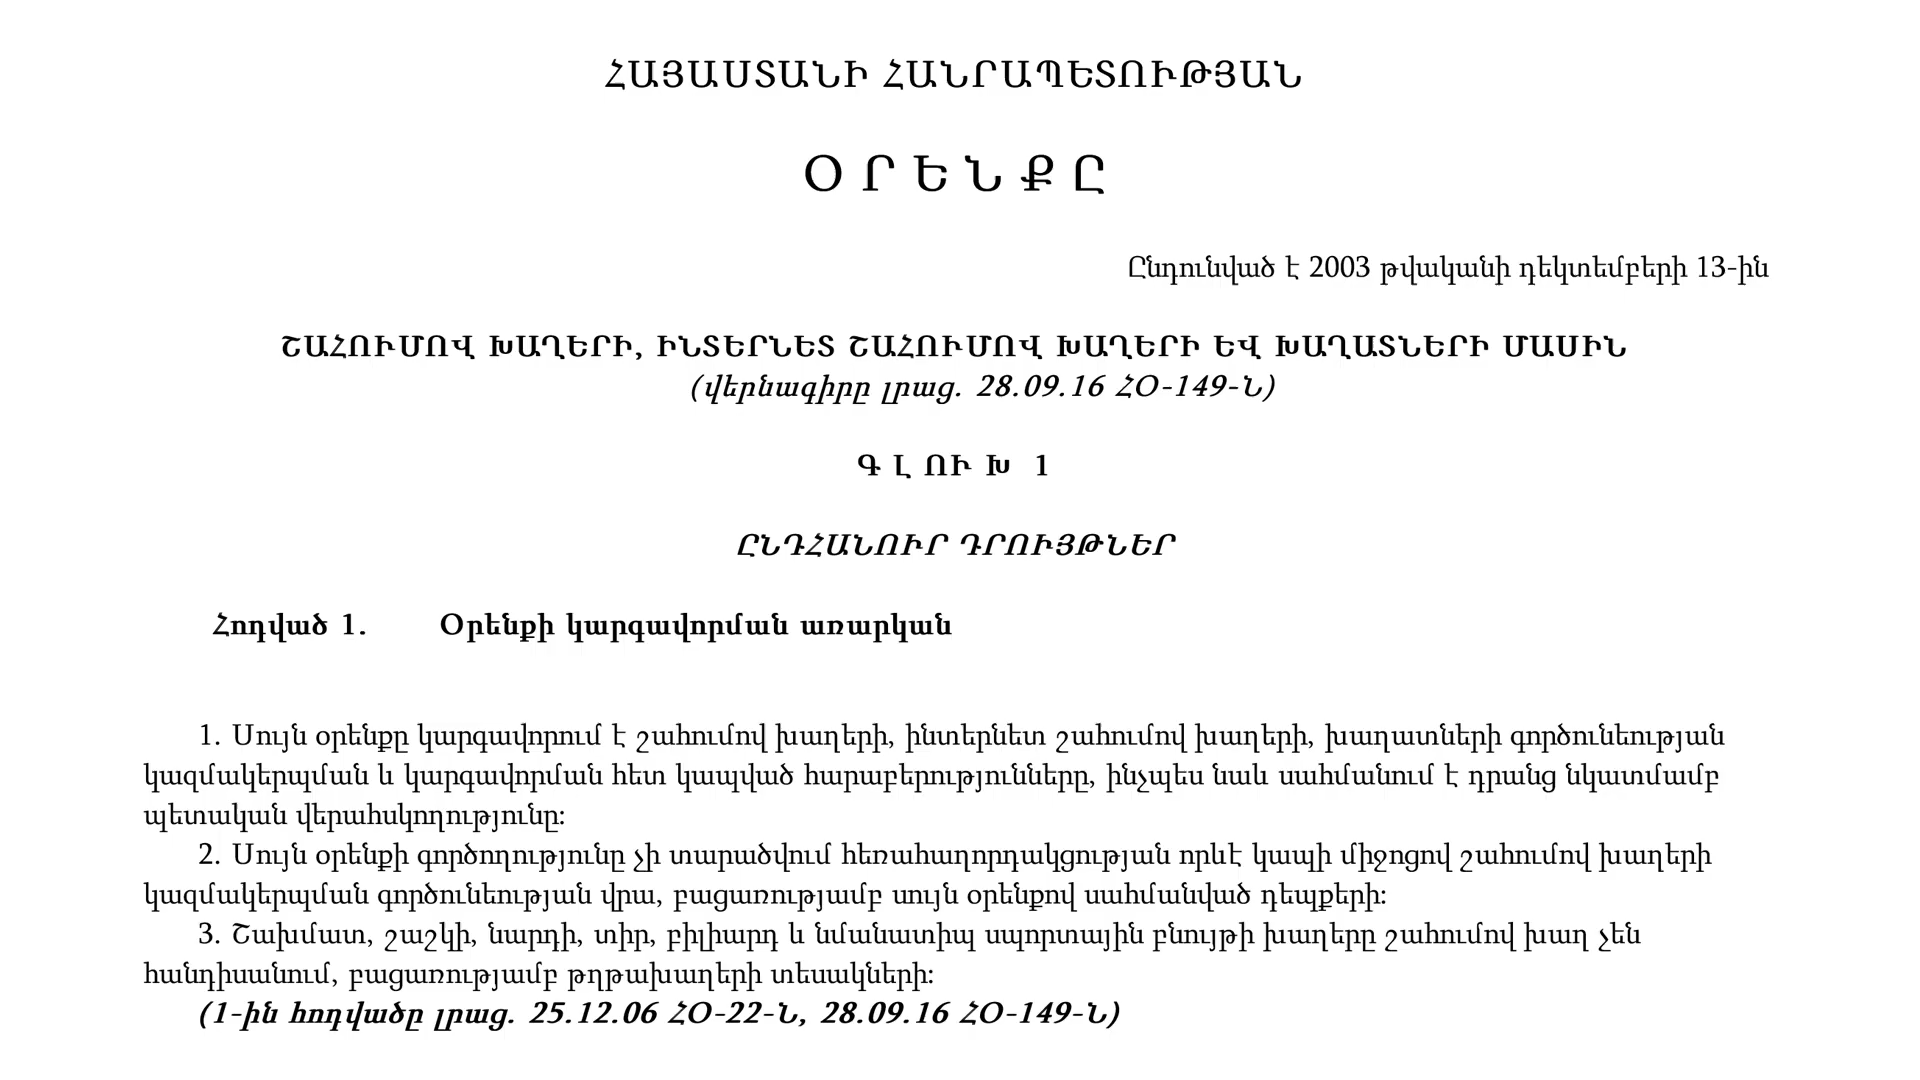 ՀԱՅԱՍՏԱՆԻ ՀԱՆՐԱՊԵՏՈՒԹՅԱՆ
Օ Ր Ե Ն Ք Ը
Ընդունված է 2003 թվականի դեկտեմբերի 13-ին
ՇԱՀՈՒՄՈՎ ԽԱՂԵՐԻ, ԻՆՏԵՐՆԵՏ ՇԱՀՈՒՄՈՎ ԽԱՂԵՐԻ ԵՎ ԽԱՂԱՏՆԵՐԻ ՄԱՍԻՆ
(վերնագիրը լրաց. 28.09.16 ՀՕ-149-Ն)
Գ Լ ՈՒ Խ 1
ԸՆԴՀԱՆՈՒՐ ԴՐՈՒՅԹՆԵՐ
Հոդված 1. Օրենքի կարգավորման առարկան
1. Սույն օրենքը կարգավորում է շահումով խաղերի, ինտերնետ շահումով խաղերի, խաղատների գործունեության
կազմակերպման և կարգավորման հետ կապված հարաբերությունները, ինչպես նաև սահմանում է դրանց նկատմամբ
պետական վերահսկողությունը։
2. Սույն օրենքի գործողությունը չի տարածվում հեռահաղորդակցության որևէ կապի միջոցով շահումով խաղերի
կազմակերպման գործունեության վրա, բացառությամբ սույն օրենքով սահմանված դեպքերի։
3. Շախմատ, շաշկի, նարդի, տիր, բիլիարդ և նմանատիպ սպորտային բնույթի խաղերը շահումով խաղ չեն
հանդիսանում, բացառությամբ թղթախաղերի տեսակների։
(1-ին հոդվածը լրաց. 25.12.06 ՀՕ-22-Ն, 28.09.16 ՀՕ-149-Ն)